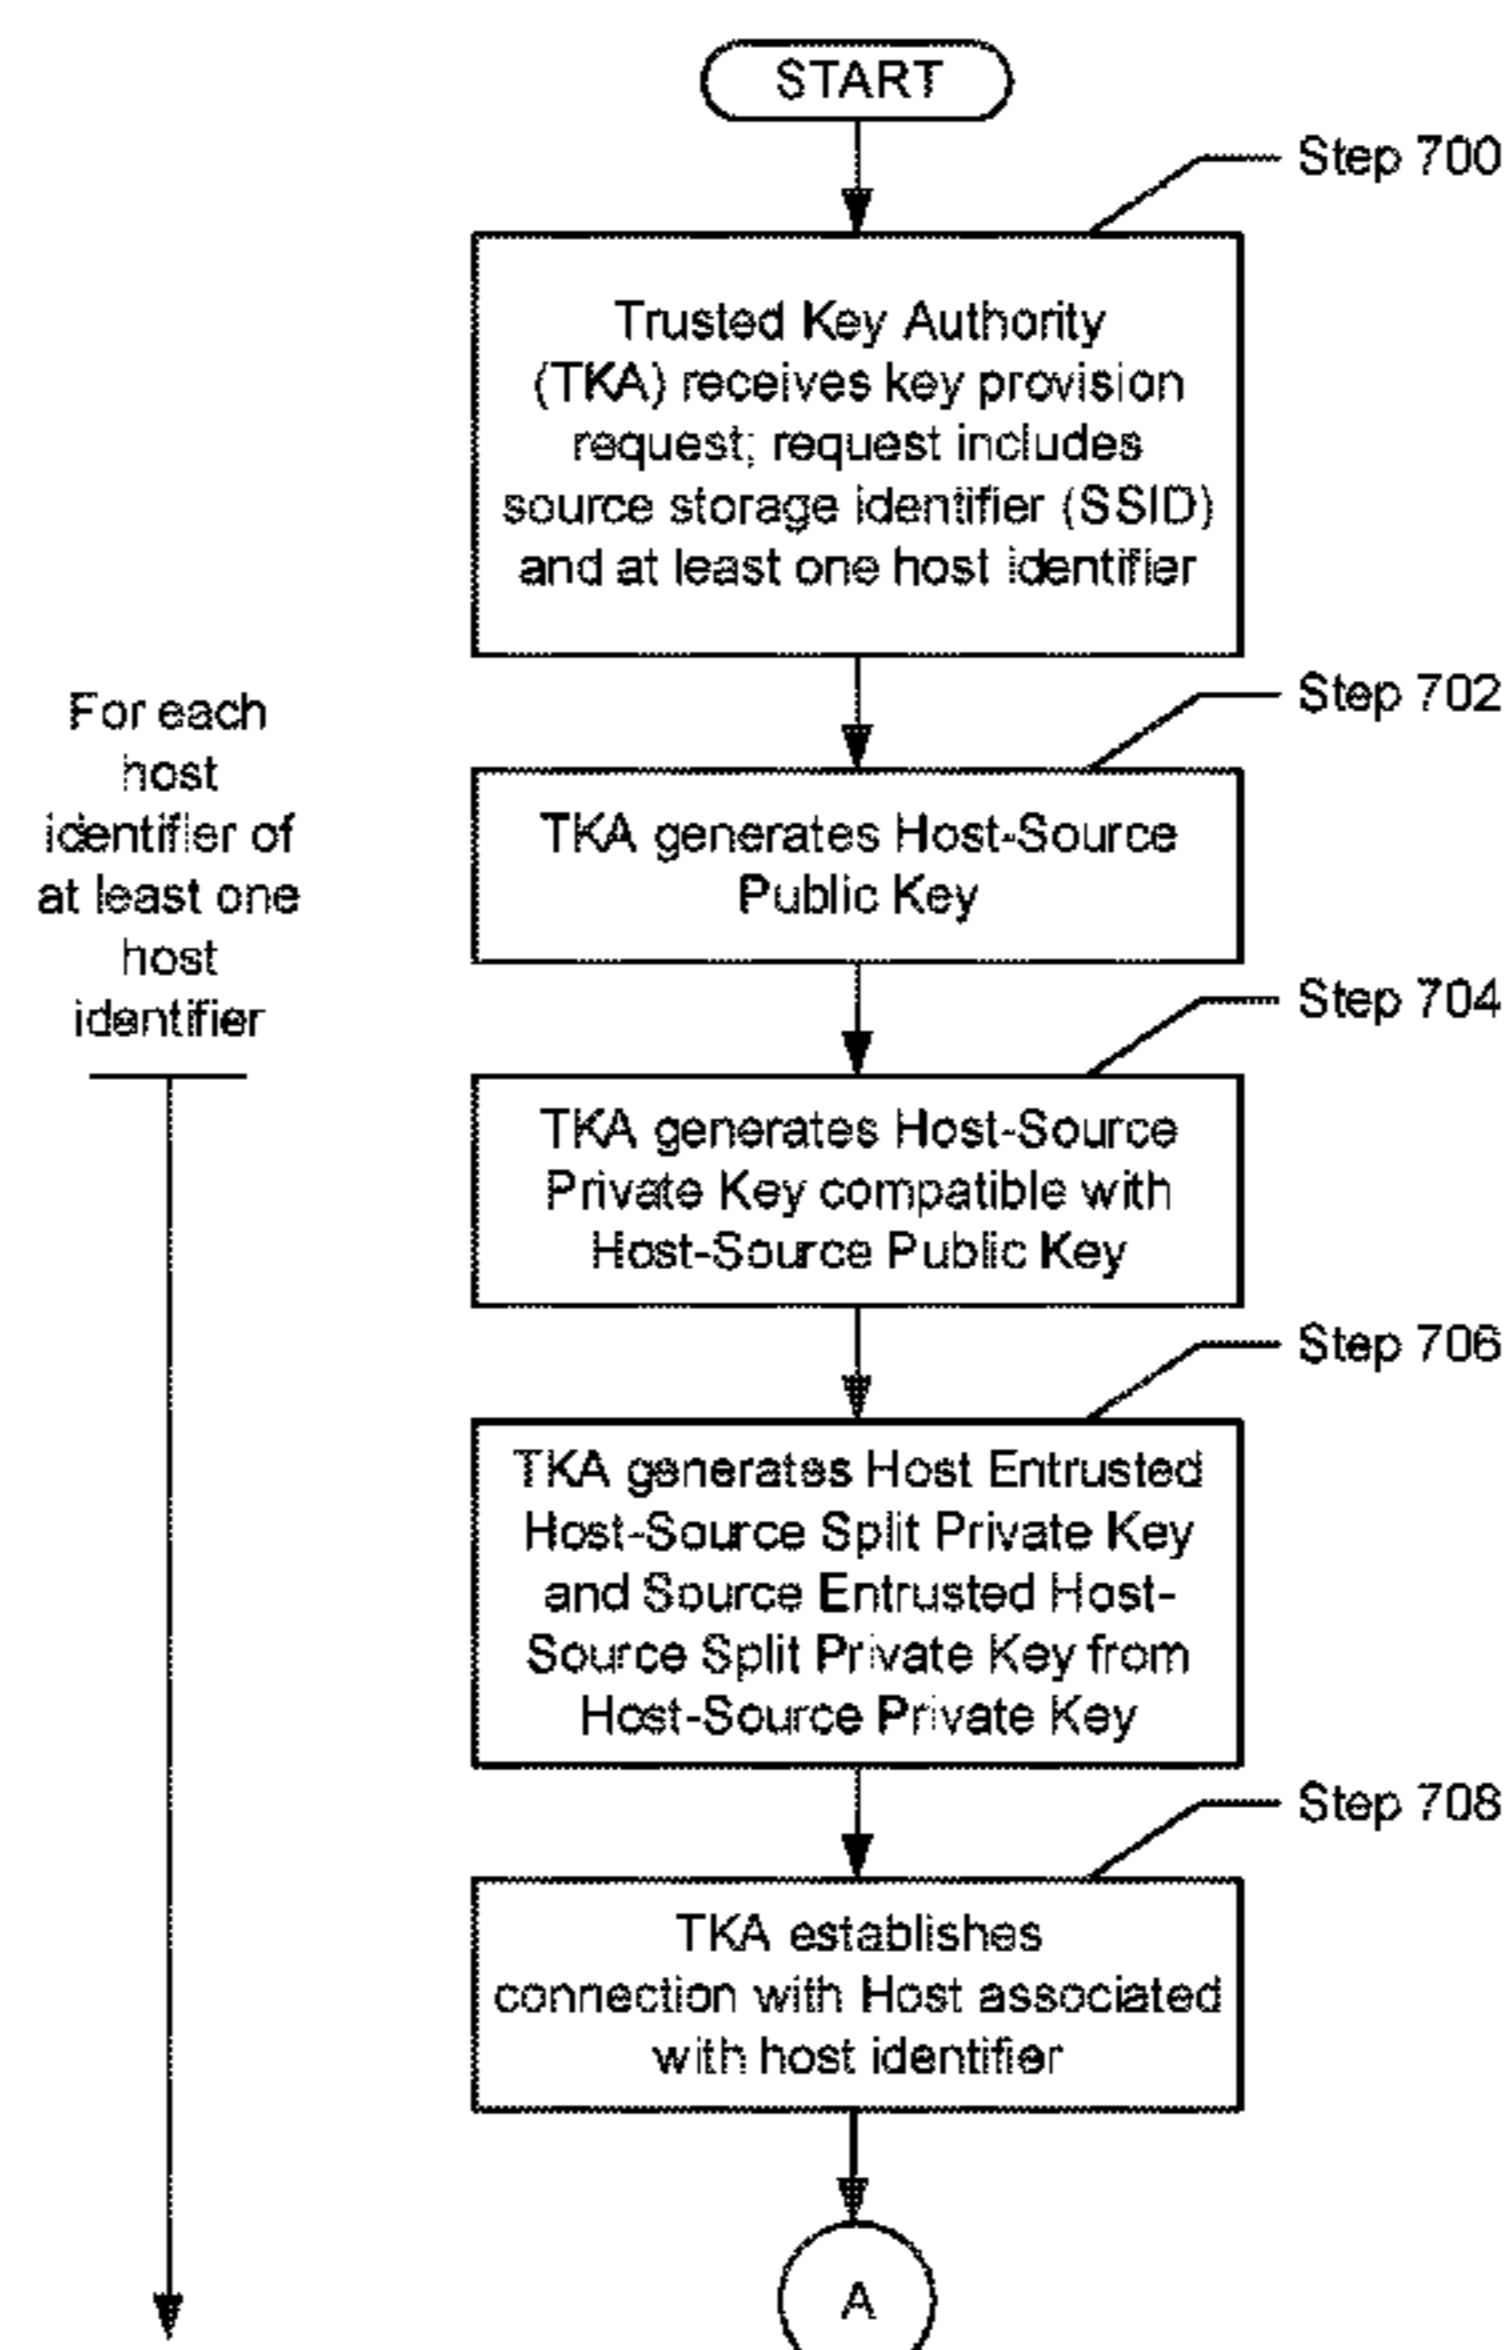 START
Step 700
Trusted Key Authority
(TKA) receives key provision
request; request includes
source storage identifier (SSID)
and at least one host identifier
Step 702
For each
host
identifier of
at least one
host
identifier
TKA generates Host-Source
Public Key
Step 704
TKA generates Host-Source
Private Key compatible with
Host-Source Public Key
Step 706
TKA generates Host Entrusted
Host-Source Split Private Key
and Source Entrusted Host-
Source Split Private Key from
Host-Source Private Key
Step 708
TKA establishes
connection with Host associated
with host identifier
A